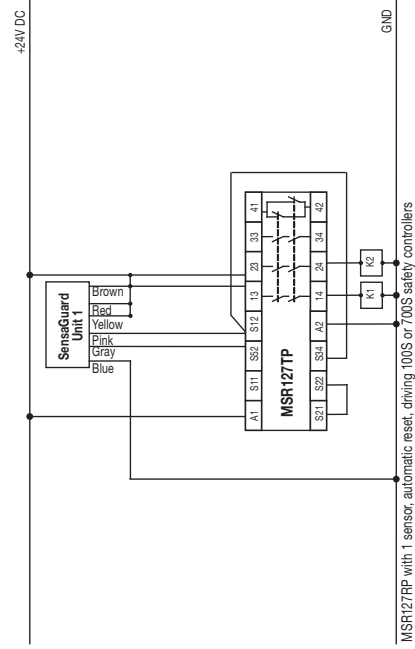 +24V DC
GND
SensaGuard
Unit 1
Brown
Red
Yellow
Pink
Gray
Blue
A1 S11 S52 S12 13 23 33 41
MSR127TP
S21 S22 S34 A2 14 24 34 42
K1 K2
MSR127RP with 1 sensor, automatic reset, driving 100S or 700S safety controllers